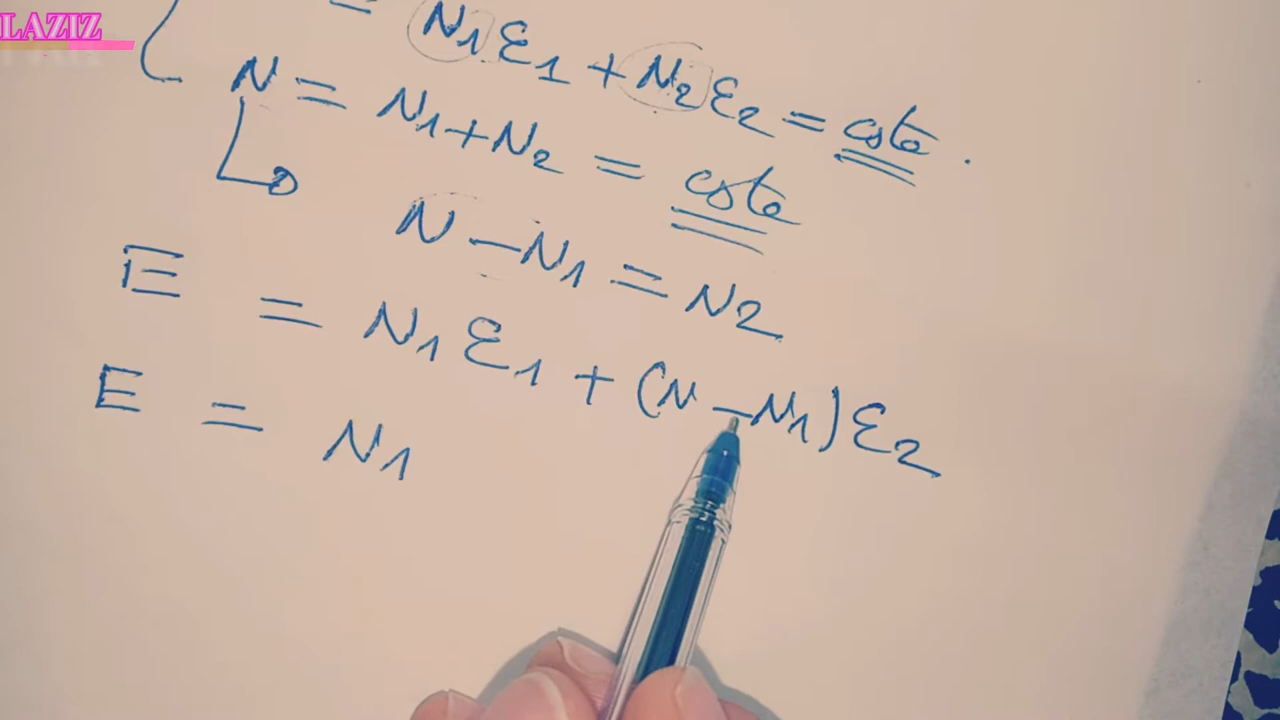 LAZIZ
= N₁ε₁ + N₂ε₂ = cste.
N = N₁+N₂ = cste
N − N₁ = N2
E = N₁ε₁ + (N − N₁)ε₂
E = N₁